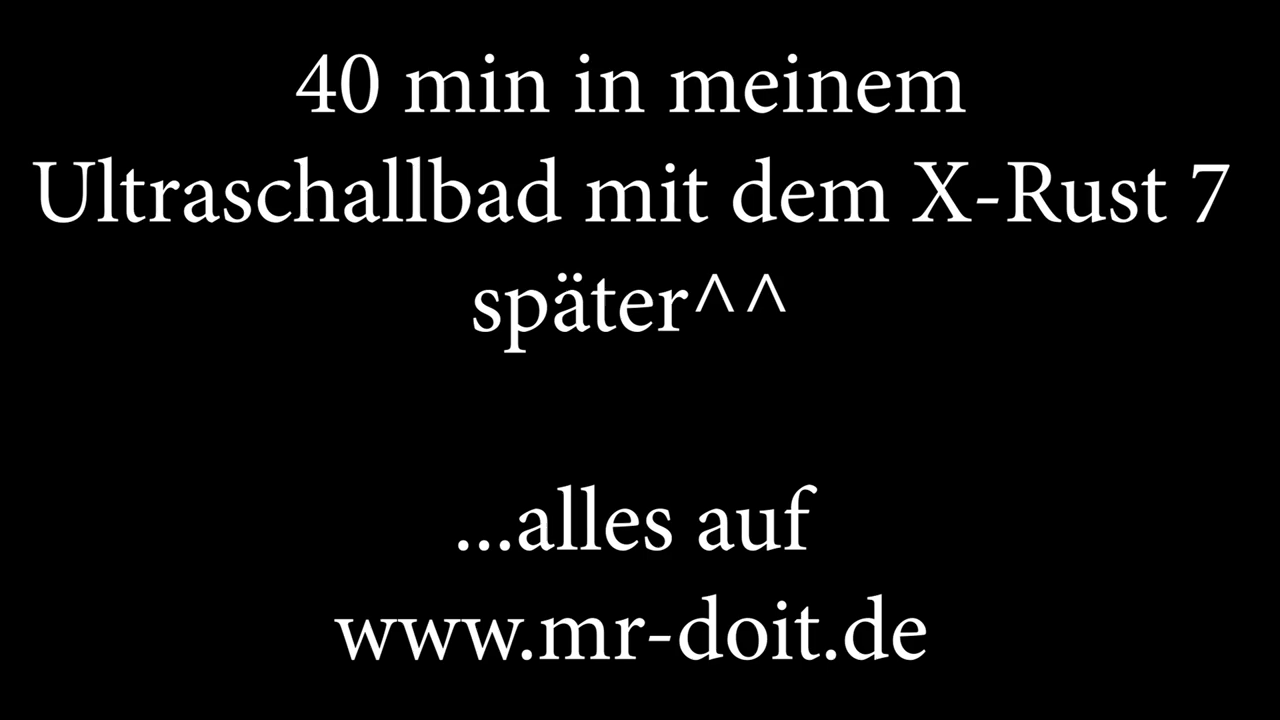 40 min in meinem
Ultraschallbad mit dem X-Rust 7
später^^
...alles auf
www.mr-doit.de